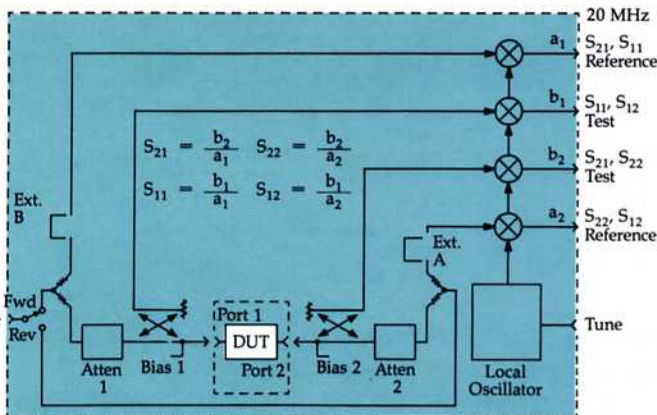 20 MHz
a₁
S₂₁, S₁₁
Reference
b₁
S₁₁, S₁₂
Test
S₂₁ = b₂/a₁ S₂₂ = b₂/a₂
S₁₁ = b₁/a₁ S₁₂ = b₁/a₂
b₂
S₂₁, S₂₂
Test
Ext.
B
a₂
S₂₂, S₁₂
Reference
Ext.
A
Fwd
Rev
Port 1
DUT
Port 2
Tune
Atten
1
Bias 1
Bias 2
Atten
2
Local
Oscillator